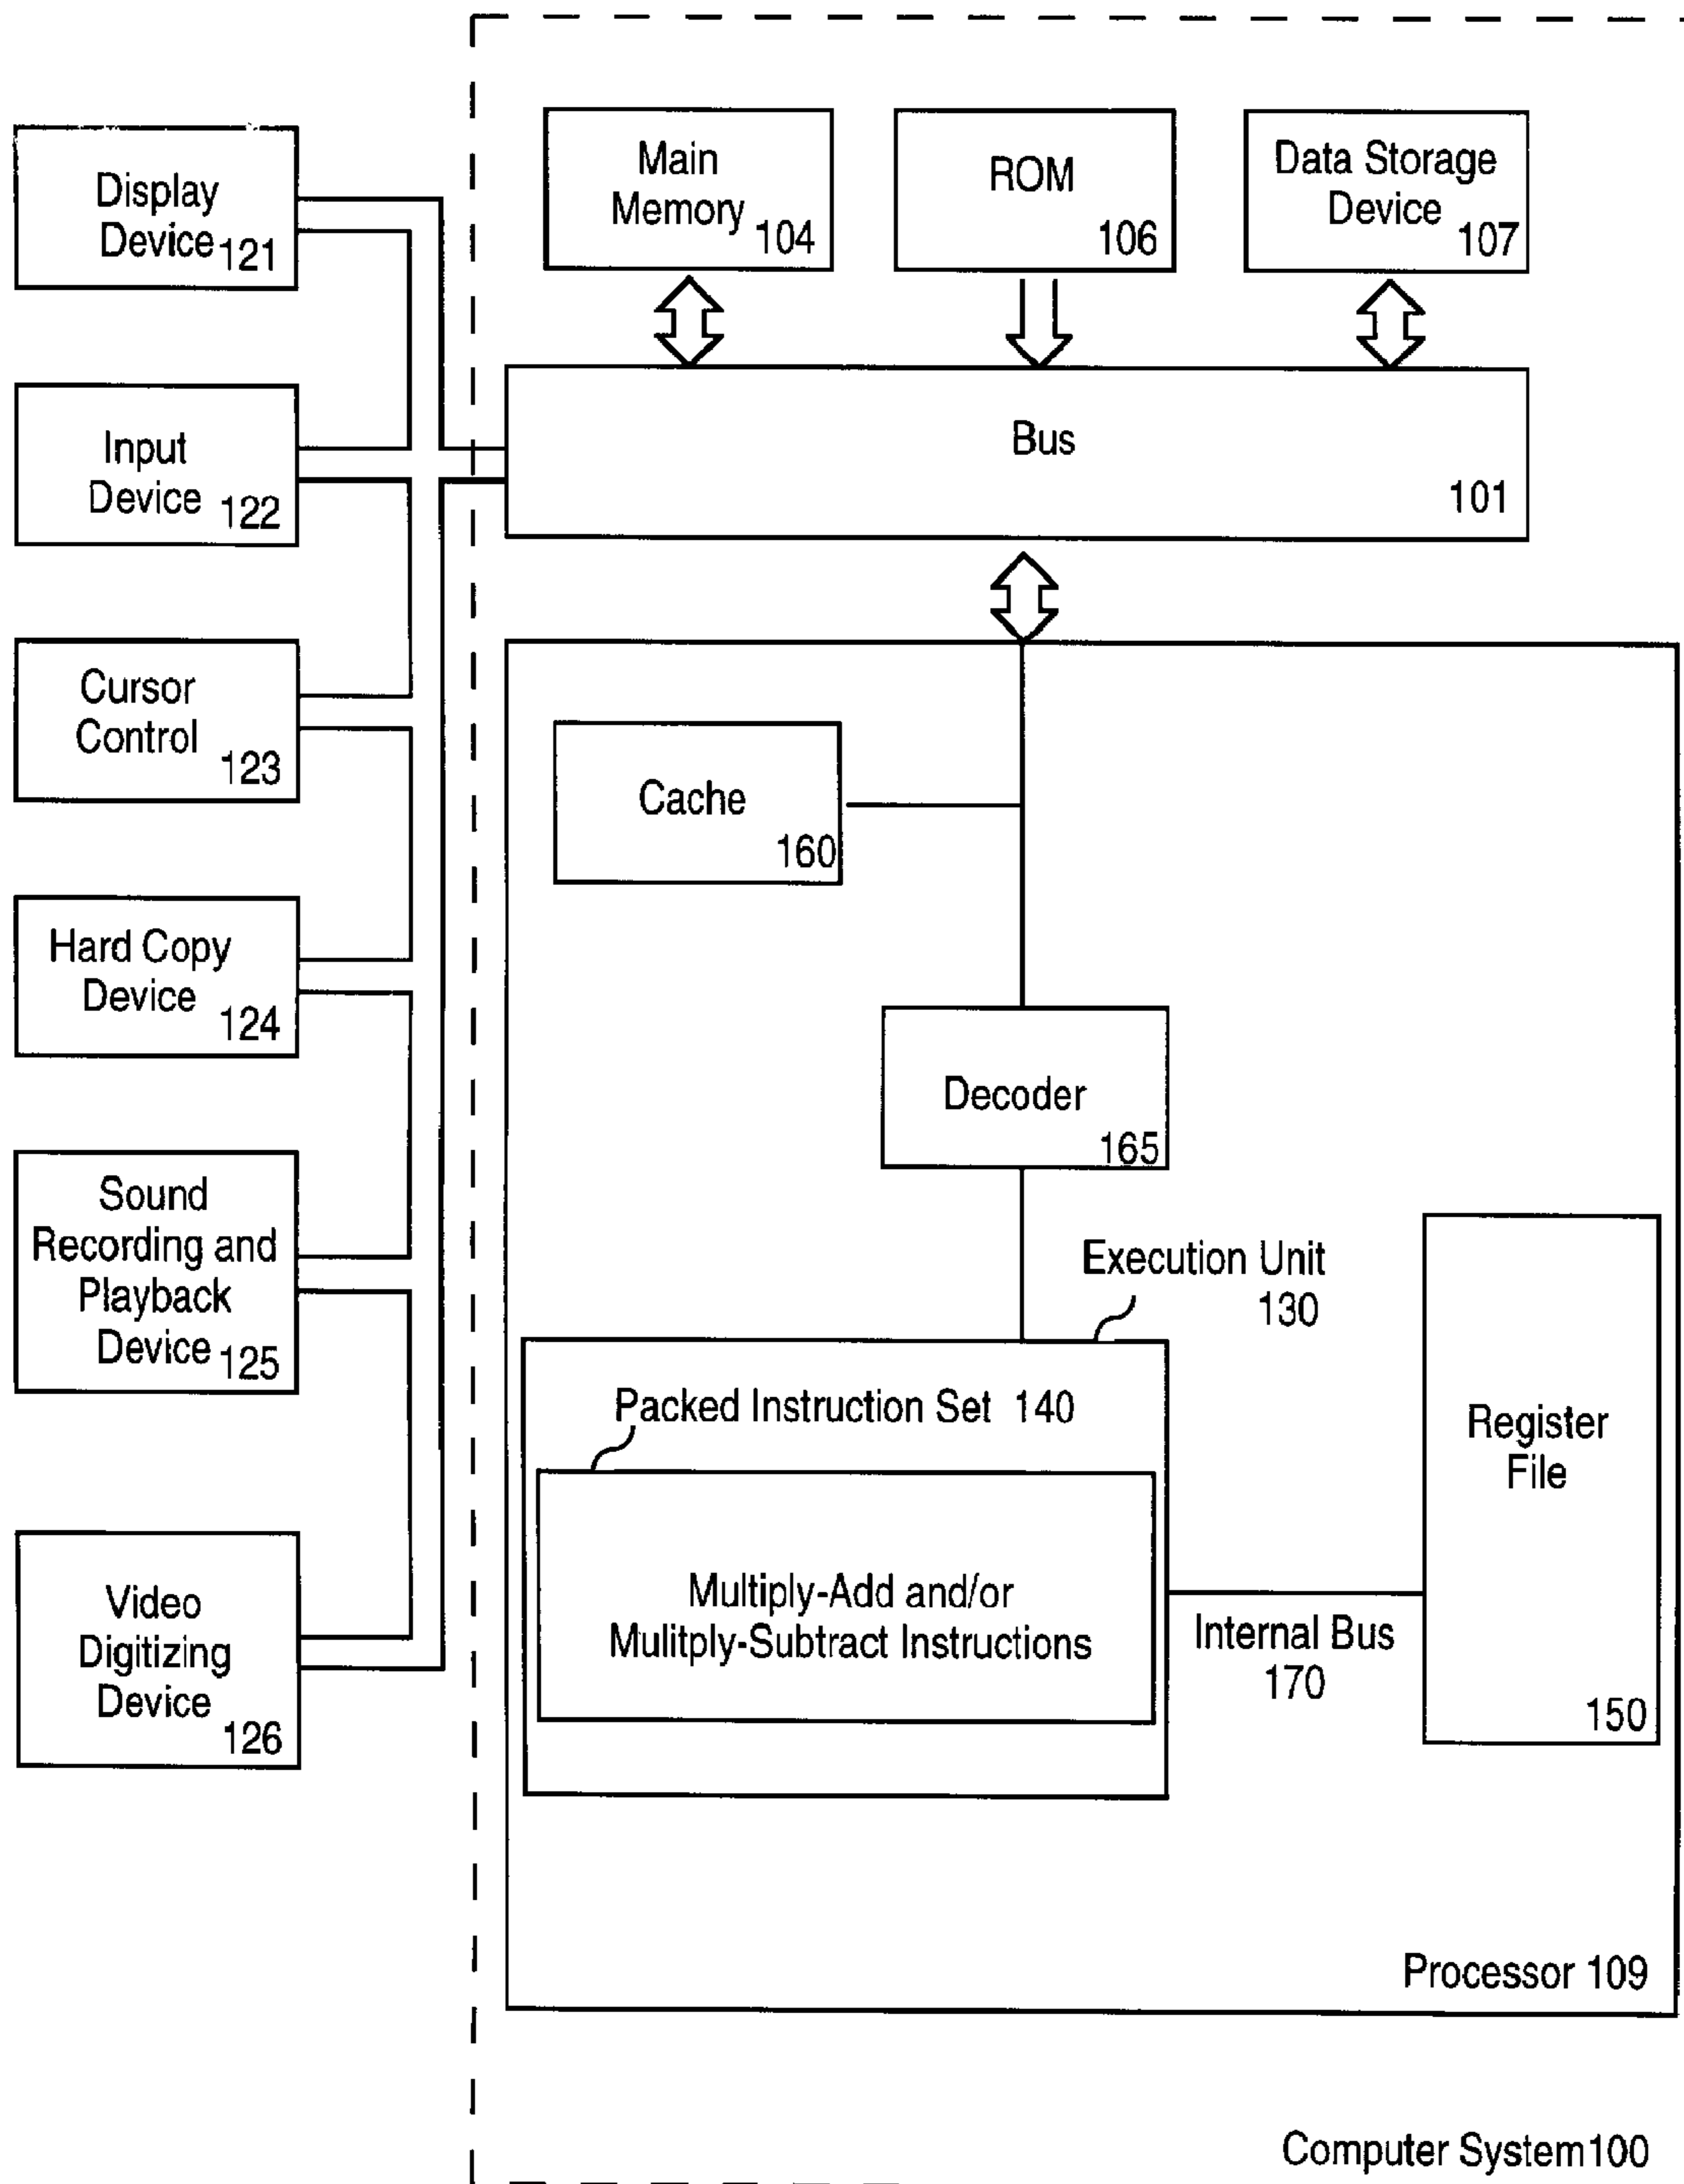 Display
Device 121
Input
Device 122
Cursor
Control 123
Hard Copy
Device 124
Sound
Recording and
Playback
Device 125
Video
Digitizing
Device 126
Main
Memory 104
ROM
106
Data Storage
Device 107
Bus
101
Cache
160
Decoder
165
Execution Unit
130
Packed Instruction Set 140
Multiply-Add and/or
Mulitply-Subtract Instructions
Internal Bus
170
Register
File
150
Processor 109
Computer System100